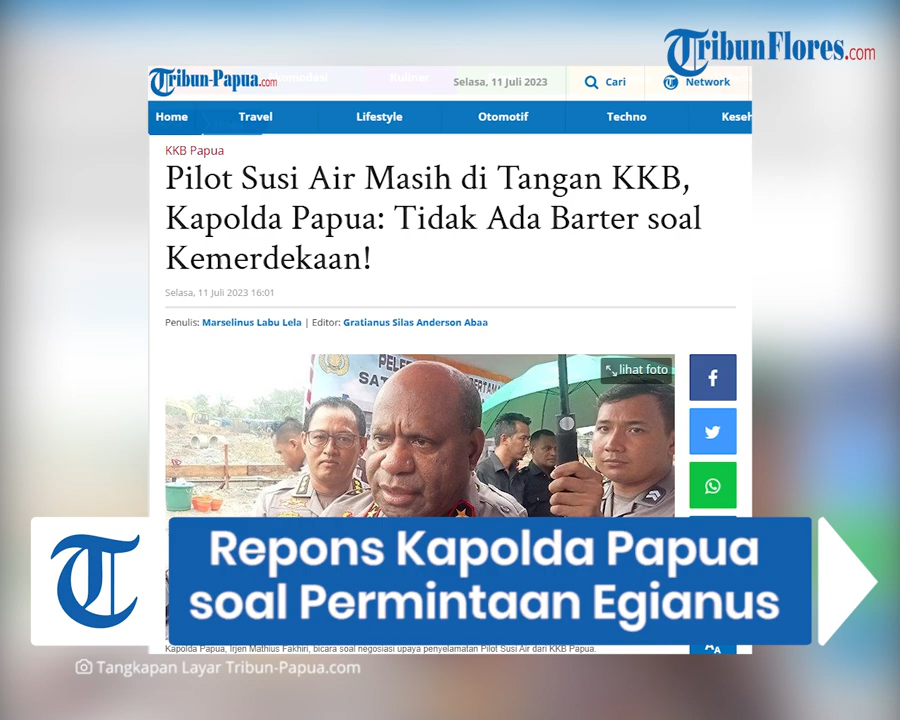 TribunFlores.com
Tribun-Papua.com
Kuliner
Selasa, 11 Juli 2023
Cari
Network
Home
Travel
Lifestyle
Otomotif
Techno
Keseh
KKB Papua
Pilot Susi Air Masih di Tangan KKB,
Kapolda Papua: Tidak Ada Barter soal
Kemerdekaan!
Selasa, 11 Juli 2023 16:01
Penulis: Marselinus Labu Lela | Editor: Gratianus Silas Anderson Abaa
lihat foto
Repons Kapolda Papua
soal Permintaan Egianus
Kapolda Papua, Irjen Mathius Fakhiri, bicara soal negosiasi upaya penyelamatan Pilot Susi Air dari KKB Papua.
Tangkapan Layar Tribun-Papua.com